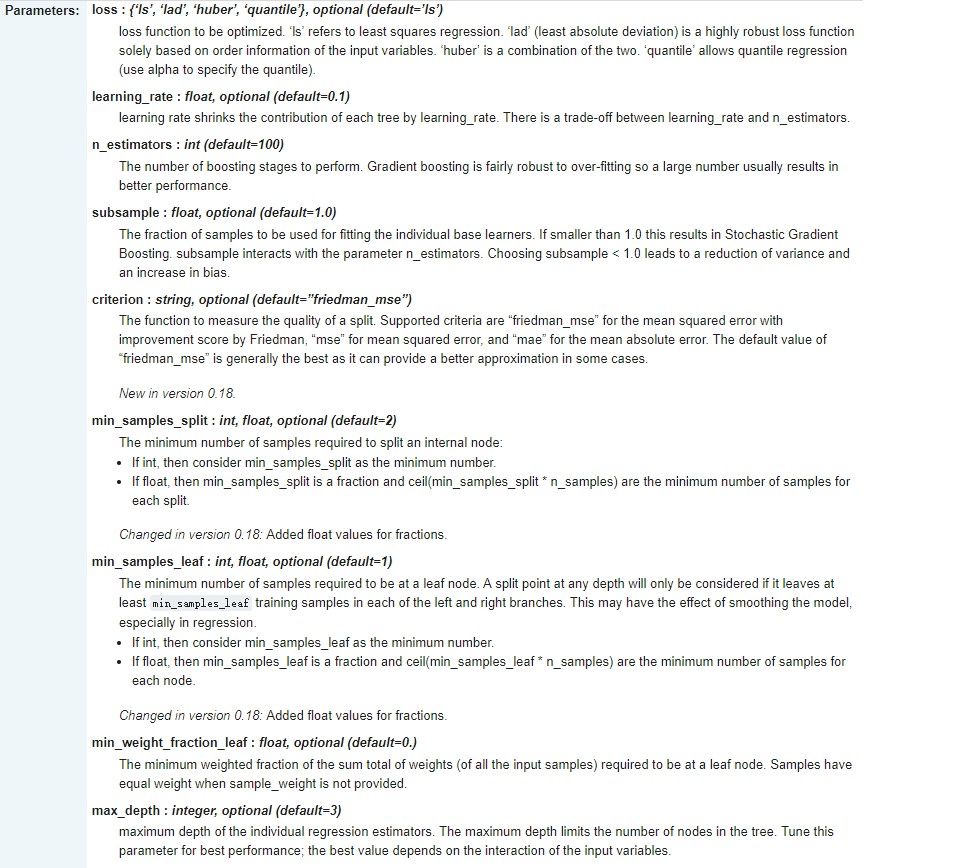 Parameters: loss : {‘ls’, ‘lad’, ‘huber’, ‘quantile’}, optional (default=’ls’)
loss function to be optimized. ‘ls’ refers to least squares regression. ‘lad’ (least absolute deviation) is a highly robust loss function
solely based on order information of the input variables. ‘huber’ is a combination of the two. ‘quantile’ allows quantile regression
(use alpha to specify the quantile).
learning_rate : float, optional (default=0.1)
learning rate shrinks the contribution of each tree by learning_rate. There is a trade-off between learning_rate and n_estimators.
n_estimators : int (default=100)
The number of boosting stages to perform. Gradient boosting is fairly robust to over-fitting so a large number usually results in
better performance.
subsample : float, optional (default=1.0)
The fraction of samples to be used for fitting the individual base learners. If smaller than 1.0 this results in Stochastic Gradient
Boosting. subsample interacts with the parameter n_estimators. Choosing subsample < 1.0 leads to a reduction of variance and
an increase in bias.
criterion : string, optional (default=”friedman_mse”)
The function to measure the quality of a split. Supported criteria are “friedman_mse” for the mean squared error with
improvement score by Friedman, “mse” for mean squared error, and “mae” for the mean absolute error. The default value of
“friedman_mse” is generally the best as it can provide a better approximation in some cases.
New in version 0.18.
min_samples_split : int, float, optional (default=2)
The minimum number of samples required to split an internal node:
• If int, then consider min_samples_split as the minimum number.
• If float, then min_samples_split is a fraction and ceil(min_samples_split * n_samples) are the minimum number of samples for
each split.
Changed in version 0.18: Added float values for fractions.
min_samples_leaf : int, float, optional (default=1)
The minimum number of samples required to be at a leaf node. A split point at any depth will only be considered if it leaves at
least min_samples_leaf training samples in each of the left and right branches. This may have the effect of smoothing the model,
especially in regression.
• If int, then consider min_samples_leaf as the minimum number.
• If float, then min_samples_leaf is a fraction and ceil(min_samples_leaf * n_samples) are the minimum number of samples for
each node.
Changed in version 0.18: Added float values for fractions.
min_weight_fraction_leaf : float, optional (default=0.)
The minimum weighted fraction of the sum total of weights (of all the input samples) required to be at a leaf node. Samples have
equal weight when sample_weight is not provided.
max_depth : integer, optional (default=3)
maximum depth of the individual regression estimators. The maximum depth limits the number of nodes in the tree. Tune this
parameter for best performance; the best value depends on the interaction of the input variables.